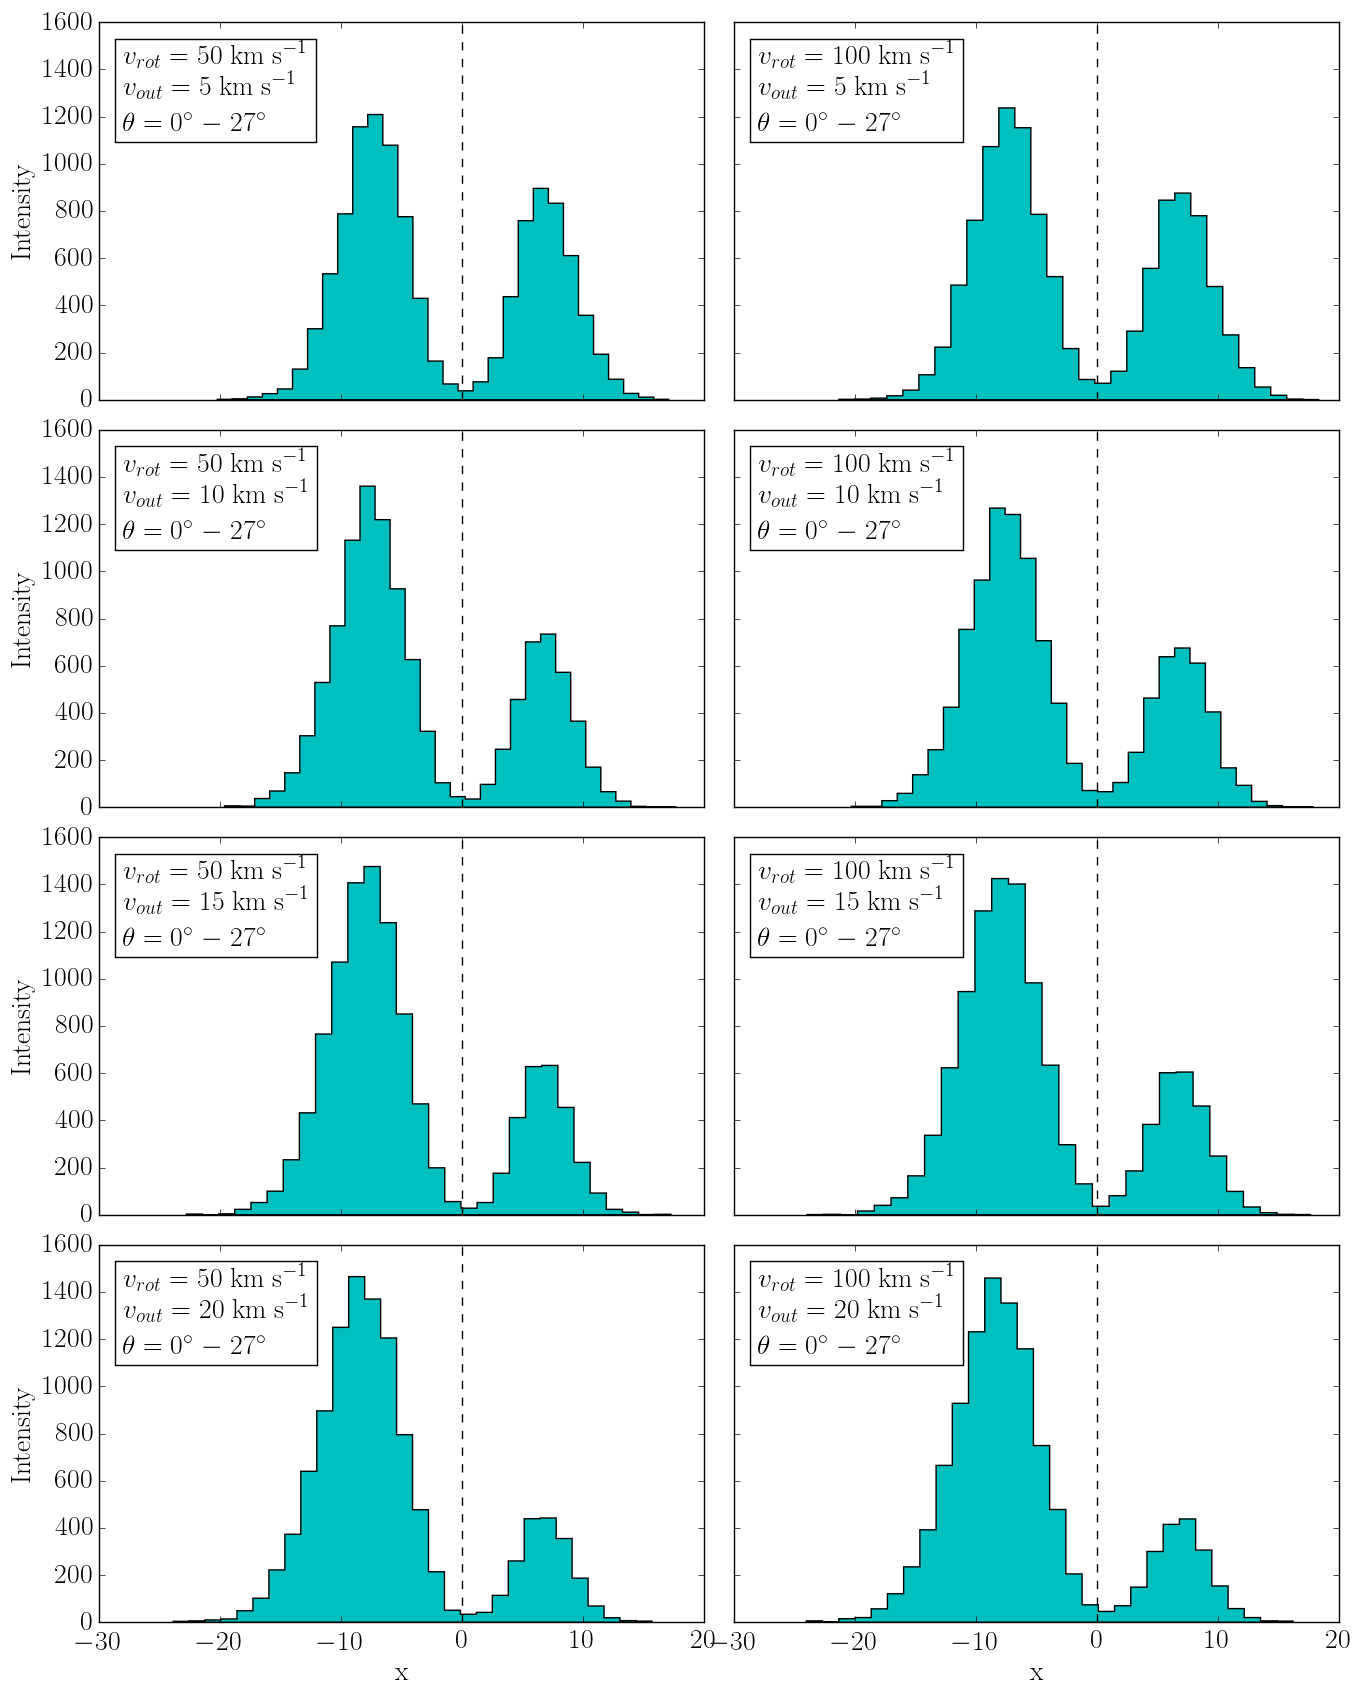 1600
1400
1200
1000
800
600
400
200
0
Intensity
v_rot = 50 km s⁻¹
v_out = 5 km s⁻¹
θ = 0° − 27°
v_rot = 100 km s⁻¹
v_out = 5 km s⁻¹
θ = 0° − 27°
1600
1400
1200
1000
800
600
400
200
0
Intensity
v_rot = 50 km s⁻¹
v_out = 10 km s⁻¹
θ = 0° − 27°
v_rot = 100 km s⁻¹
v_out = 10 km s⁻¹
θ = 0° − 27°
1600
1400
1200
1000
800
600
400
200
0
Intensity
v_rot = 50 km s⁻¹
v_out = 15 km s⁻¹
θ = 0° − 27°
v_rot = 100 km s⁻¹
v_out = 15 km s⁻¹
θ = 0° − 27°
1600
1400
1200
1000
800
600
400
200
0
Intensity
v_rot = 50 km s⁻¹
v_out = 20 km s⁻¹
θ = 0° − 27°
v_rot = 100 km s⁻¹
v_out = 20 km s⁻¹
θ = 0° − 27°
−30 −20 −10 0 10 20
x
−30 −20 −10 0 10 20
x